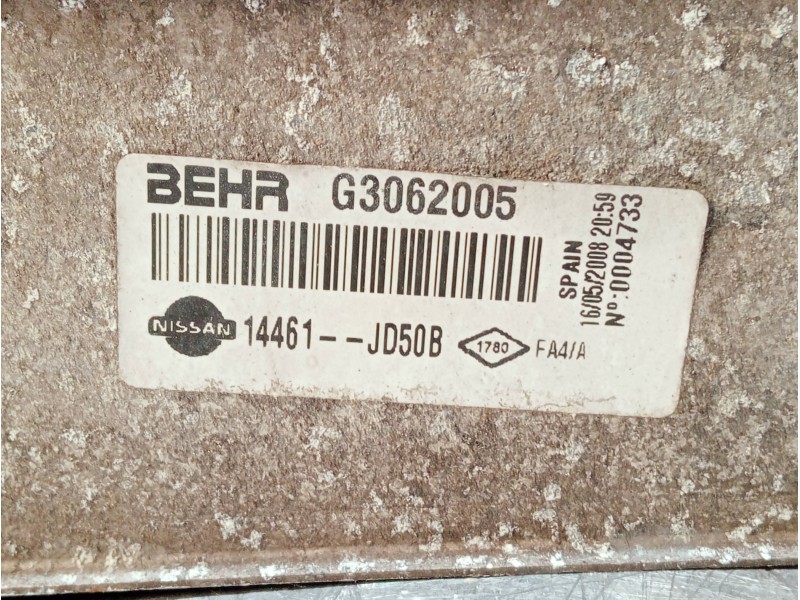 BEHR G3062005
NISSAN 14461--JD50B 1780 FA4/A
SPAIN
16/05/2008 20:59
Nº:0004733